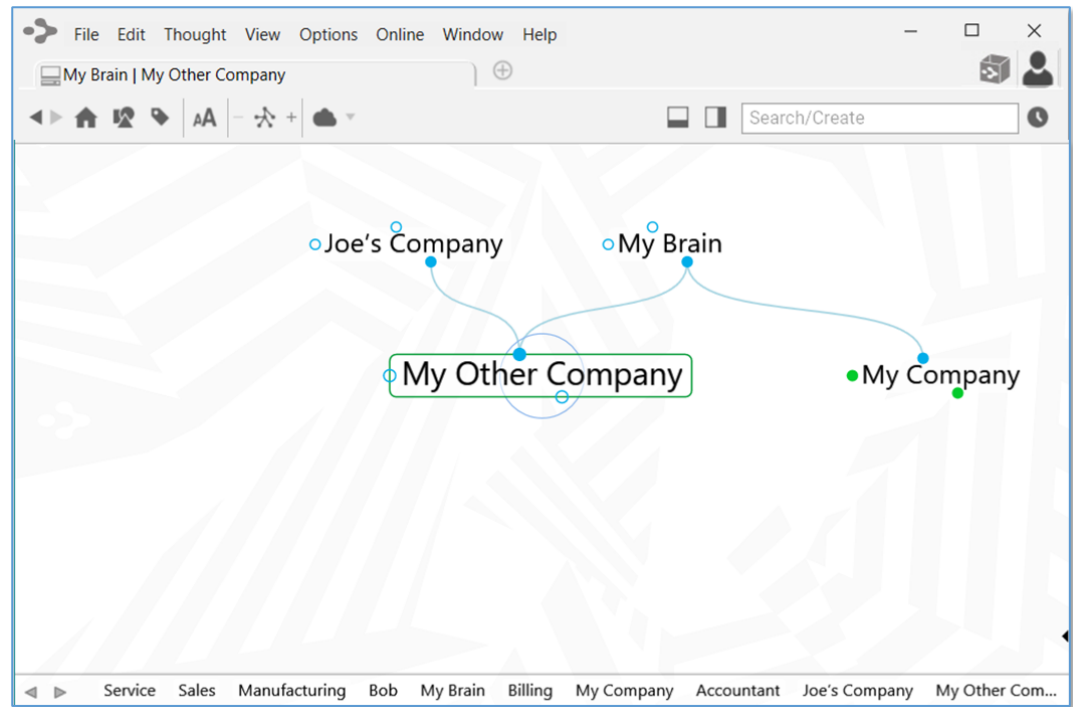 File Edit Thought View Options Online Window Help
My Brain | My Other Company
AA
Search/Create
Joe's Company My Brain
My Other Company My Company
Service Sales Manufacturing Bob My Brain Billing My Company Accountant Joe's Company My Other Com...